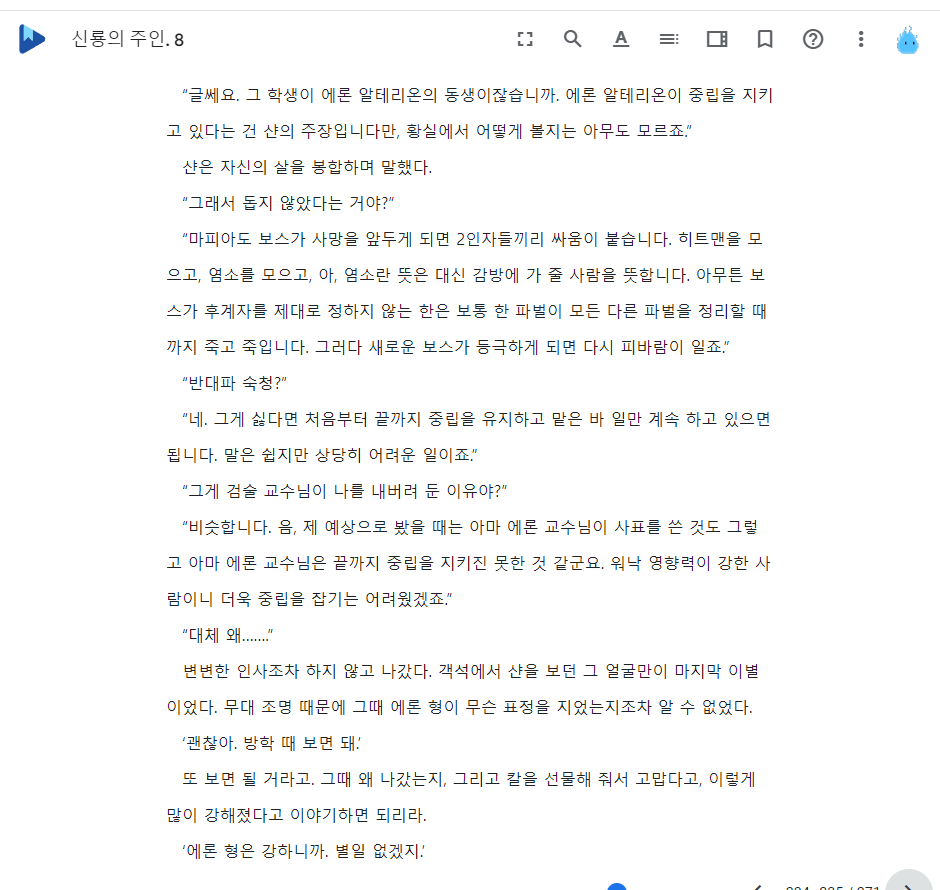 신룡의 주인. 8
“글쎄요. 그 학생이 에론 알테리온의 동생이잖습니까. 에론 알테리온이 중립을 지키
고 있다는 건 샨의 주장입니다만, 황실에서 어떻게 볼지는 아무도 모르죠.”
샨은 자신의 살을 봉합하며 말했다.
“그래서 돕지 않았다는 거야?”
“마피아도 보스가 사망을 앞두게 되면 2인자들끼리 싸움이 붙습니다. 히트맨을 모
으고, 염소를 모으고, 아, 염소란 뜻은 대신 감방에 가 줄 사람을 뜻합니다. 아무튼 보
스가 후계자를 제대로 정하지 않는 한은 보통 한 파벌이 모든 다른 파벌을 정리할 때
까지 죽고 죽입니다. 그러다 새로운 보스가 등극하게 되면 다시 피바람이 일죠.”
“반대파 숙청?”
“네. 그게 싫다면 처음부터 끝까지 중립을 유지하고 맡은 바 일만 계속 하고 있으면
됩니다. 말은 쉽지만 상당히 어려운 일이죠.”
“그게 검술 교수님이 나를 내버려 둔 이유야?”
“비슷합니다. 음, 제 예상으로 봤을 때는 아마 에론 교수님이 사표를 쓴 것도 그렇
고 아마 에론 교수님은 끝까지 중립을 지키진 못한 것 같군요. 워낙 영향력이 강한 사
람이니 더욱 중립을 잡기는 어려웠겠죠.”
“대체 왜…….”
변변한 인사조차 하지 않고 나갔다. 객석에서 샨을 보던 그 얼굴만이 마지막 이별
이었다. 무대 조명 때문에 그때 에론 형이 무슨 표정을 지었는지조차 알 수 없었다.
‘괜찮아. 방학 때 보면 돼.’
또 보면 될 거라고. 그때 왜 나갔는지, 그리고 칼을 선물해 줘서 고맙다고, 이렇게
많이 강해졌다고 이야기하면 되리라.
‘에론 형은 강하니까. 별일 없겠지.’